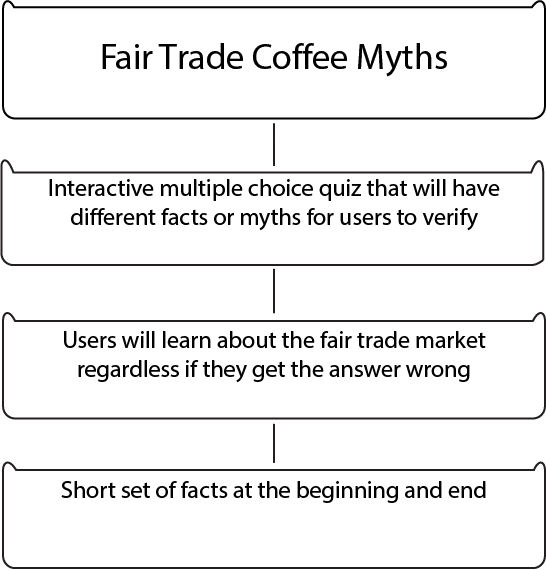 Fair Trade Coffee Myths
Interactive multiple choice quiz that will have
different facts or myths for users to verify
Users will learn about the fair trade market
regardless if they get the answer wrong
Short set of facts at the beginning and end